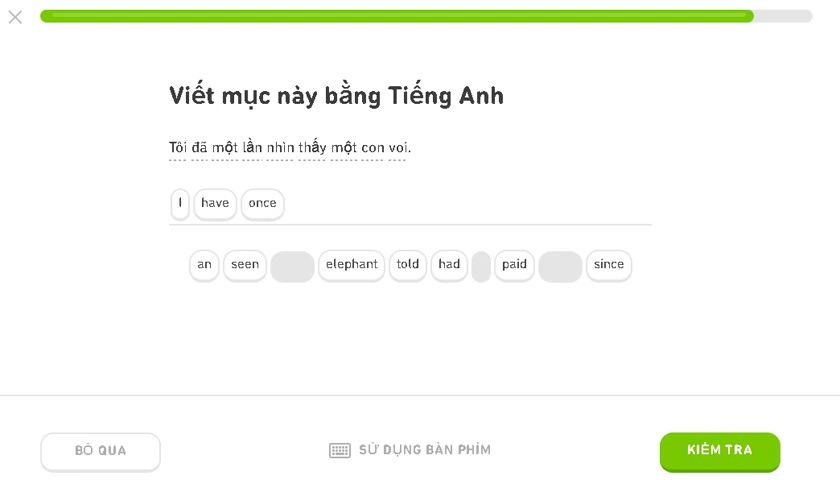 Viết mục này bằng Tiếng Anh
Tôi đã một lần nhìn thấy một con voi.
I have once
an seen elephant told had paid since
BỎ QUA SỬ DỤNG BÀN PHÍM KIỂM TRA